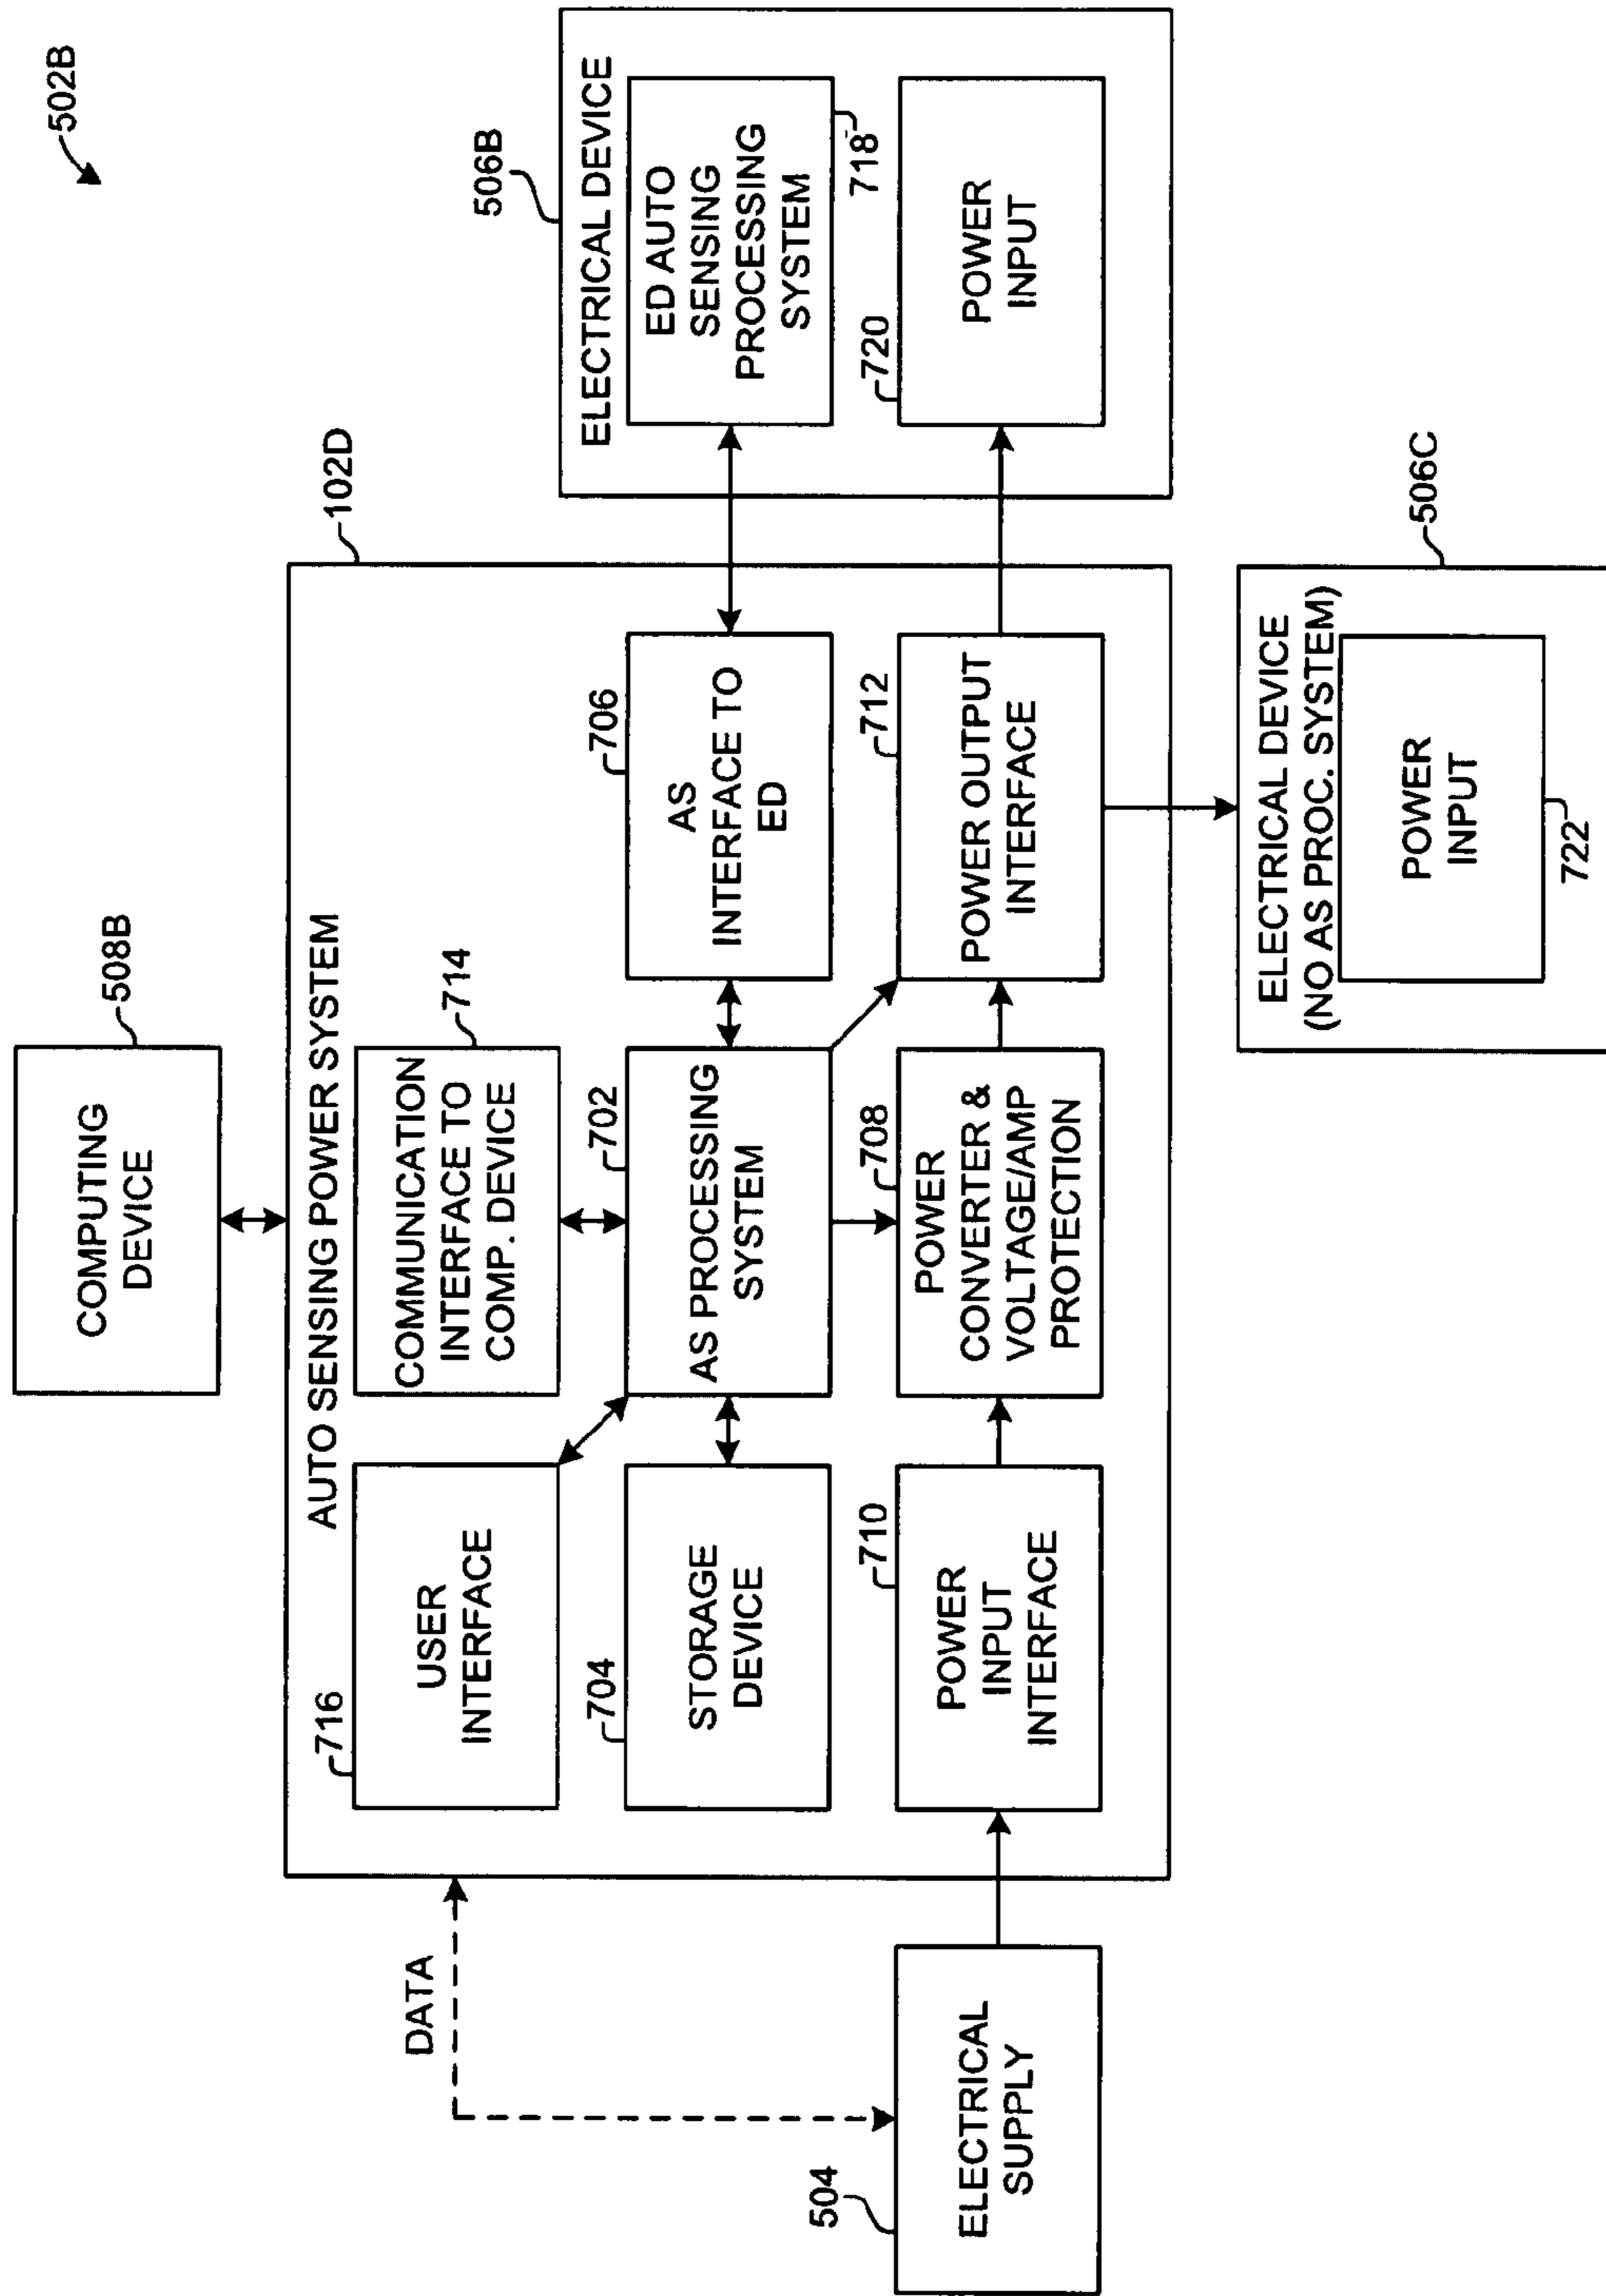 502B
COMPUTING
DEVICE
508B
AUTO SENSING POWER SYSTEM
102D
506B
ELECTRICAL DEVICE
DATA
716
USER
INTERFACE
COMMUNICATION
INTERFACE TO
COMP. DEVICE
714
704
STORAGE
DEVICE
702
AS PROCESSING
SYSTEM
706
AS
INTERFACE TO
ED
ED AUTO
SENSING
PROCESSING
SYSTEM
718
504
ELECTRICAL
SUPPLY
710
POWER
INPUT
INTERFACE
708
POWER
CONVERTER &
VOLTAGE/AMP
PROTECTION
712
POWER OUTPUT
INTERFACE
720
POWER
INPUT
506C
ELECTRICAL DEVICE
(NO AS PROC. SYSTEM)
POWER
INPUT
722